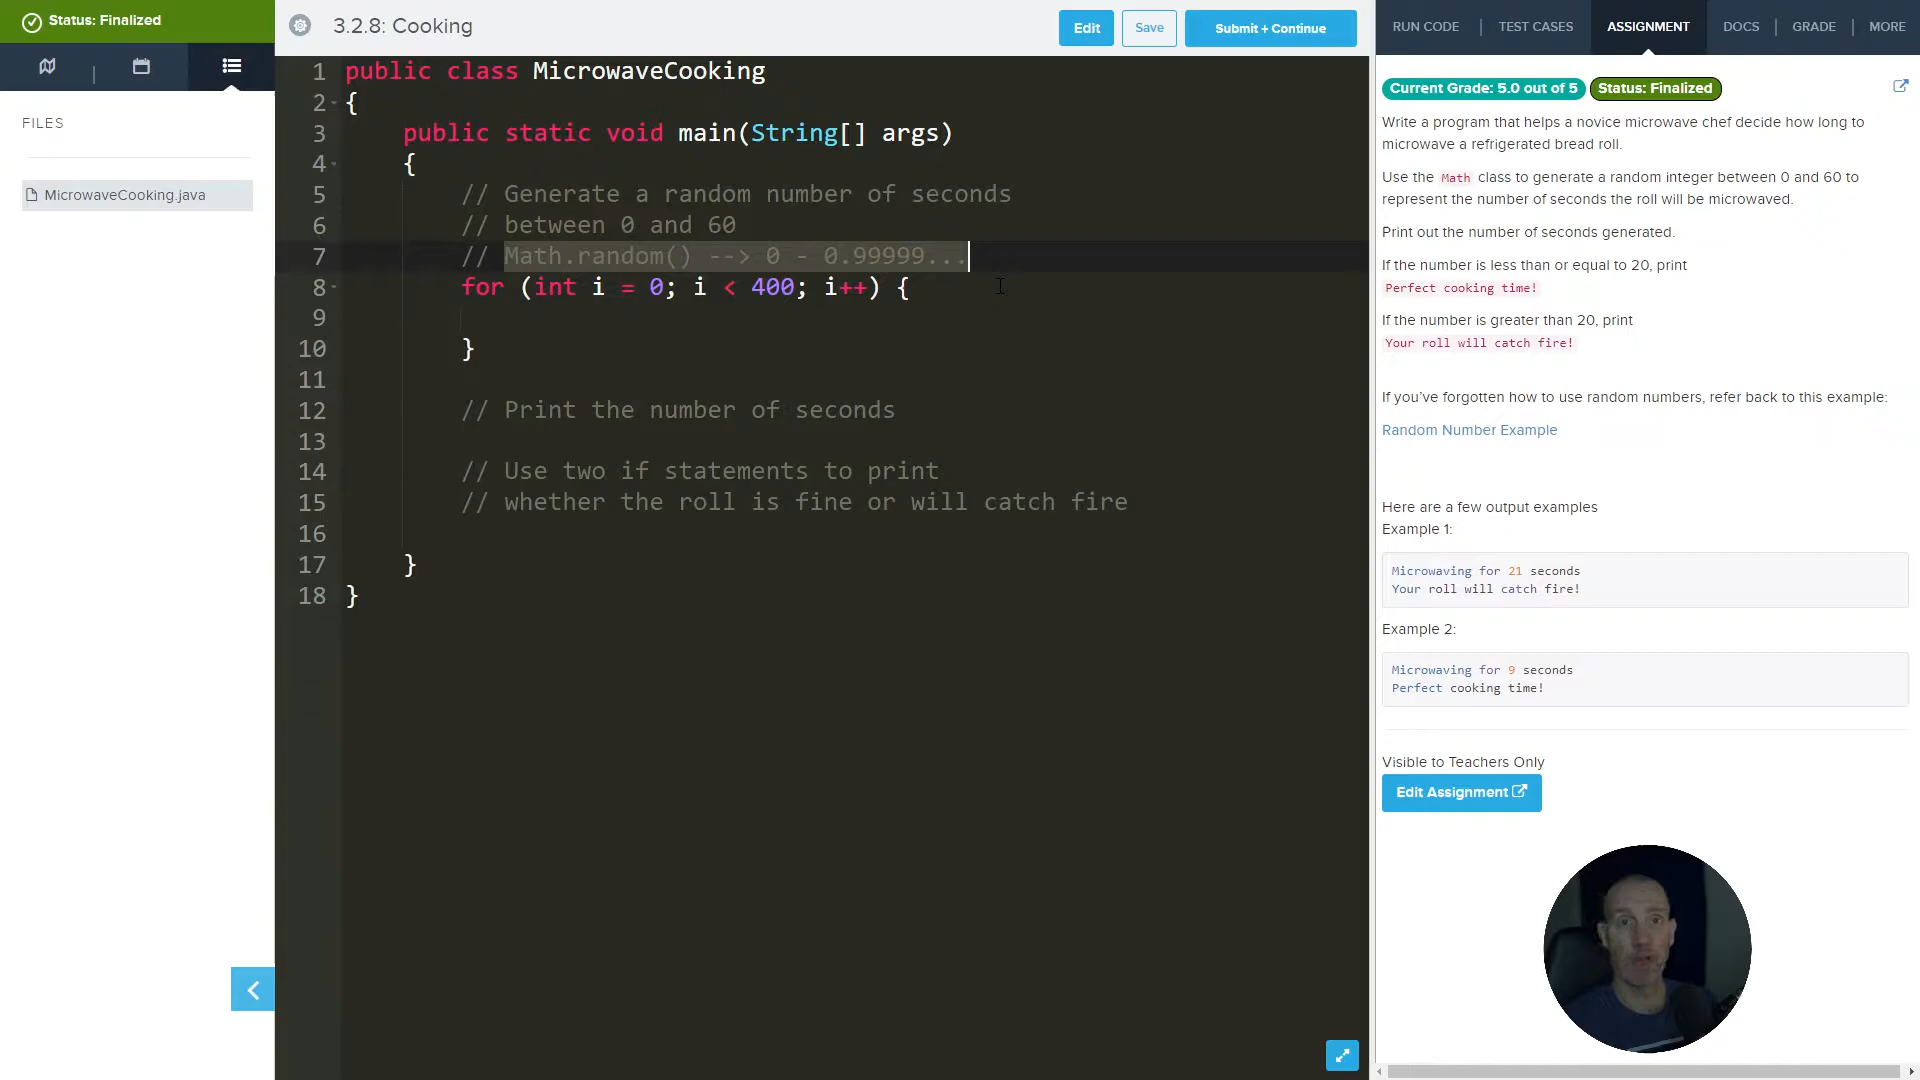 Status: Finalized
FILES
MicrowaveCooking.java
3.2.8: Cooking
Edit
Save
Submit + Continue
1 public class MicrowaveCooking
2 {
3     public static void main(String[] args)
4     {
5         // Generate a random number of seconds
6         // between 0 and 60
7         // Math.random() --> 0 - 0.99999...
8         for (int i = 0; i < 400; i++) {
9
10         }
11
12         // Print the number of seconds
13
14         // Use two if statements to print
15         // whether the roll is fine or will catch fire
16
17     }
18 }
RUN CODE
TEST CASES
ASSIGNMENT
DOCS
GRADE
MORE
Current Grade: 5.0 out of 5
Status: Finalized
Write a program that helps a novice microwave chef decide how long to
microwave a refrigerated bread roll.
Use the Math class to generate a random integer between 0 and 60 to
represent the number of seconds the roll will be microwaved.
Print out the number of seconds generated.
If the number is less than or equal to 20, print
Perfect cooking time!
If the number is greater than 20, print
Your roll will catch fire!
If you've forgotten how to use random numbers, refer back to this example:
Random Number Example
Here are a few output examples
Example 1:
Microwaving for 21 seconds
Your roll will catch fire!
Example 2:
Microwaving for 9 seconds
Perfect cooking time!
Visible to Teachers Only
Edit Assignment